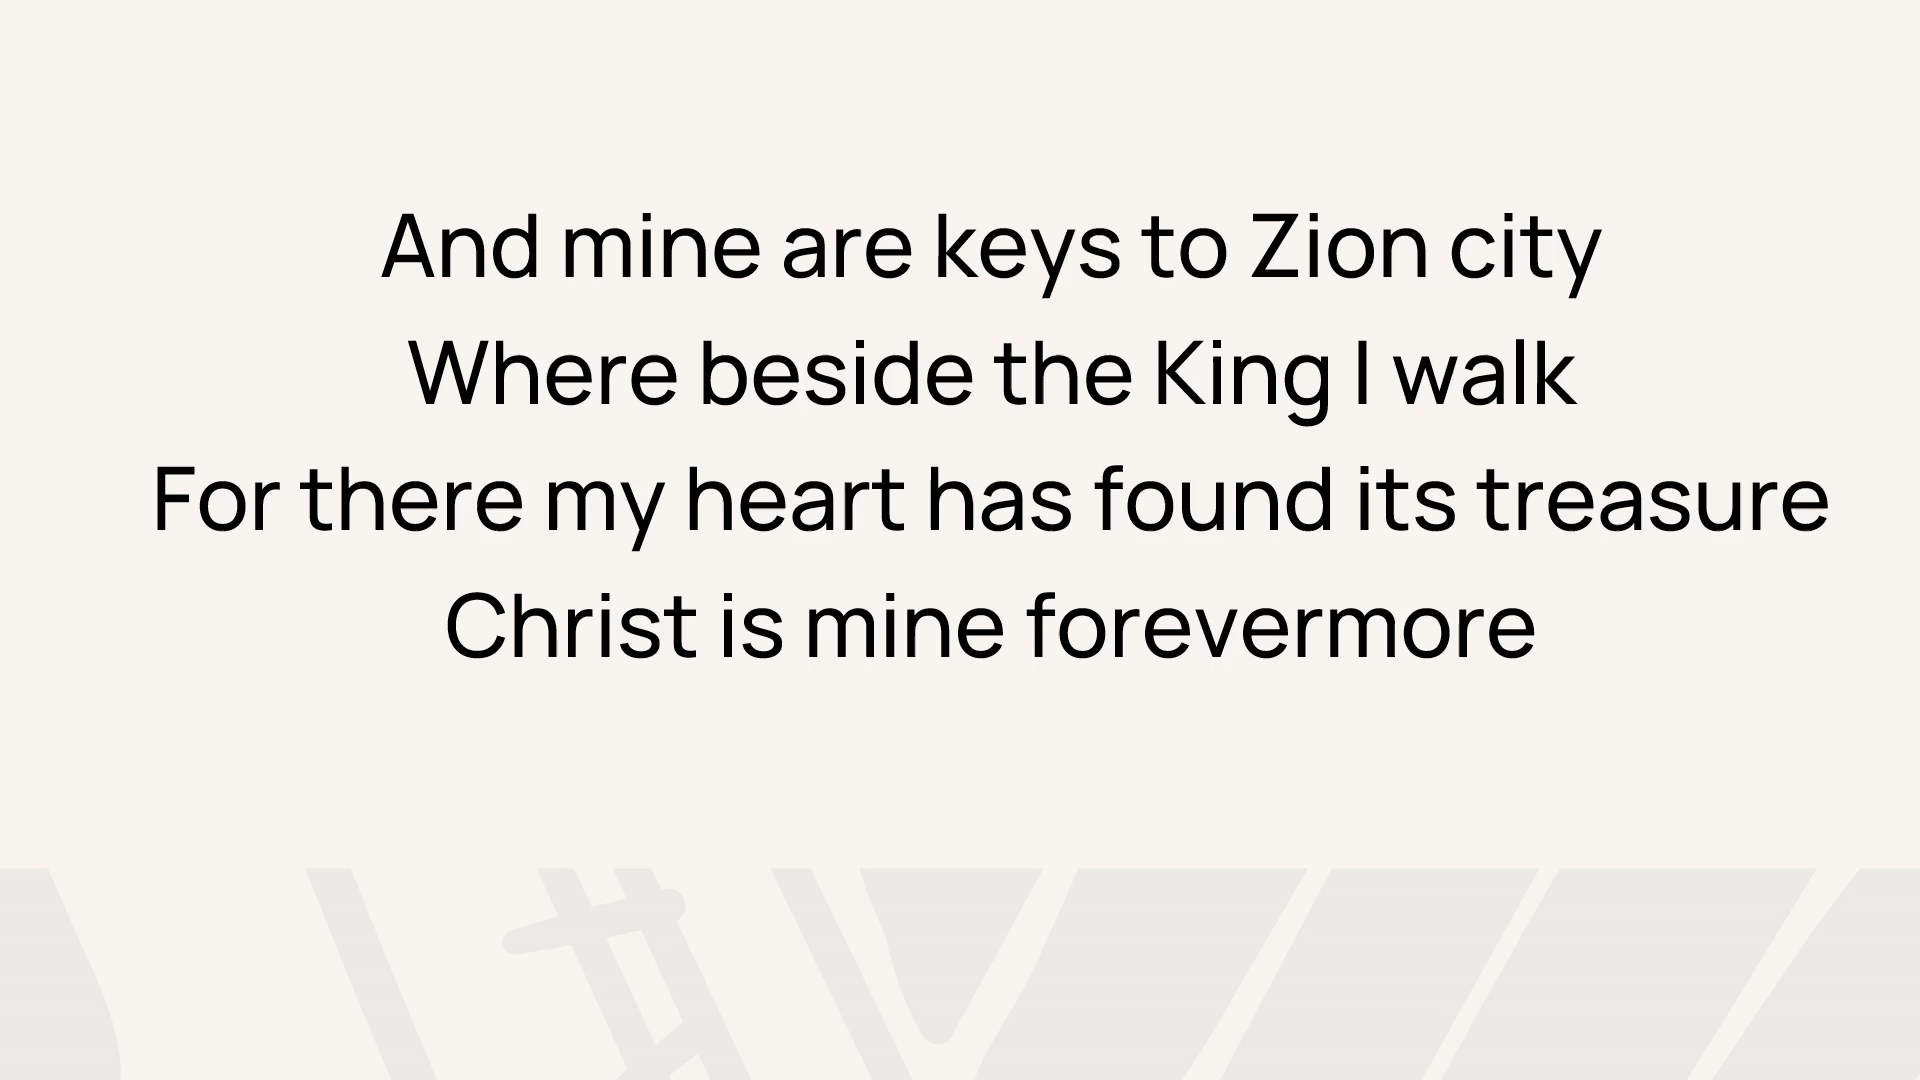 And mine are keys to Zion city
Where beside the King I walk
For there my heart has found its treasure
Christ is mine forevermore